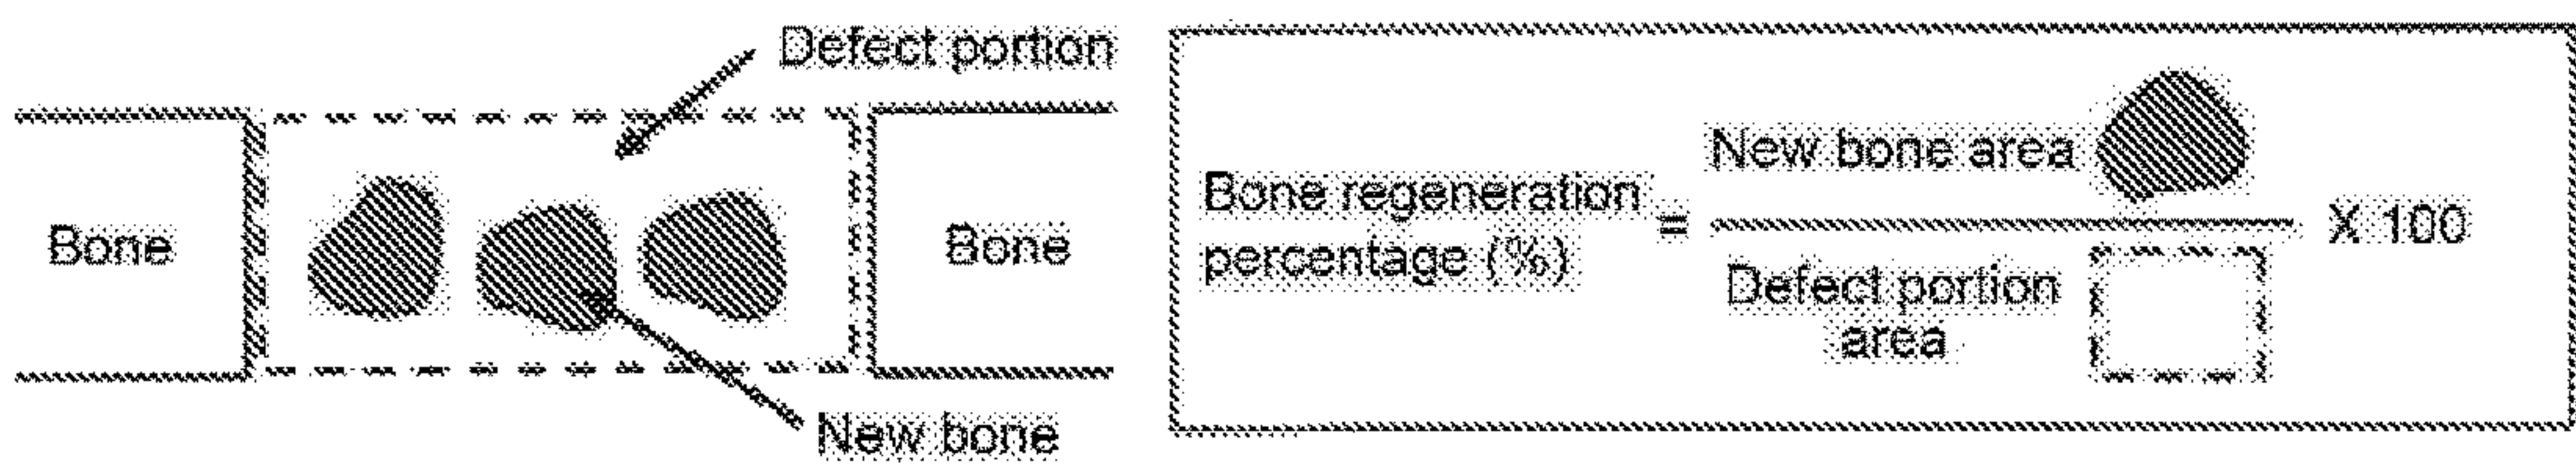 Defect portion
Bone
Bone
New bone
Bone regeneration
percentage (%)
=
New bone area
Defect portion
area
X 100